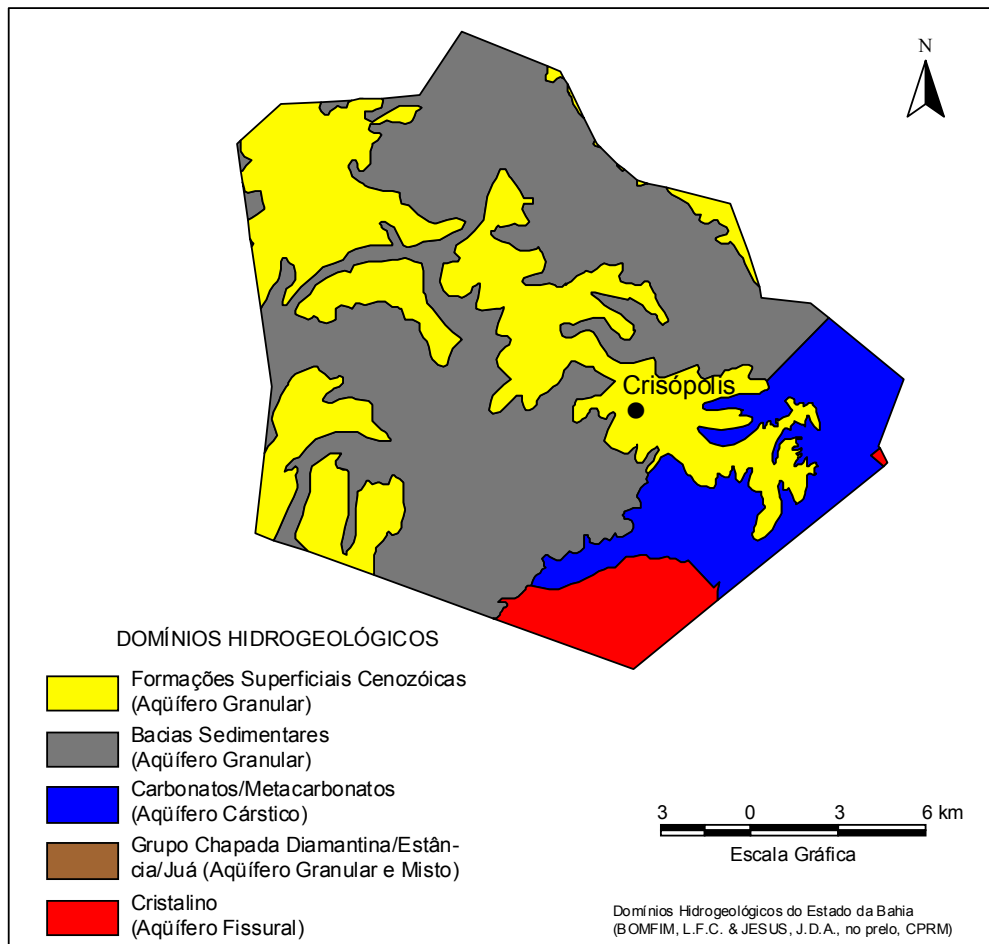 N
Crisópolis
DOMÍNIOS HIDROGEOLÓGICOS
Formações Superficiais Cenozóicas
(Aqüífero Granular)
Bacias Sedimentares
(Aqüífero Granular)
Carbonatos/Metacarbonatos
(Aqüífero Cárstico)
Grupo Chapada Diamantina/Estân-
cia/Juá (Aqüífero Granular e Misto)
Cristalino
(Aqüífero Fissural)
3 0 3 6 km
Escala Gráfica
Domínios Hidrogeológicos do Estado da Bahia
(BOMFIM, L.F.C. & JESUS, J.D.A., no prelo, CPRM)